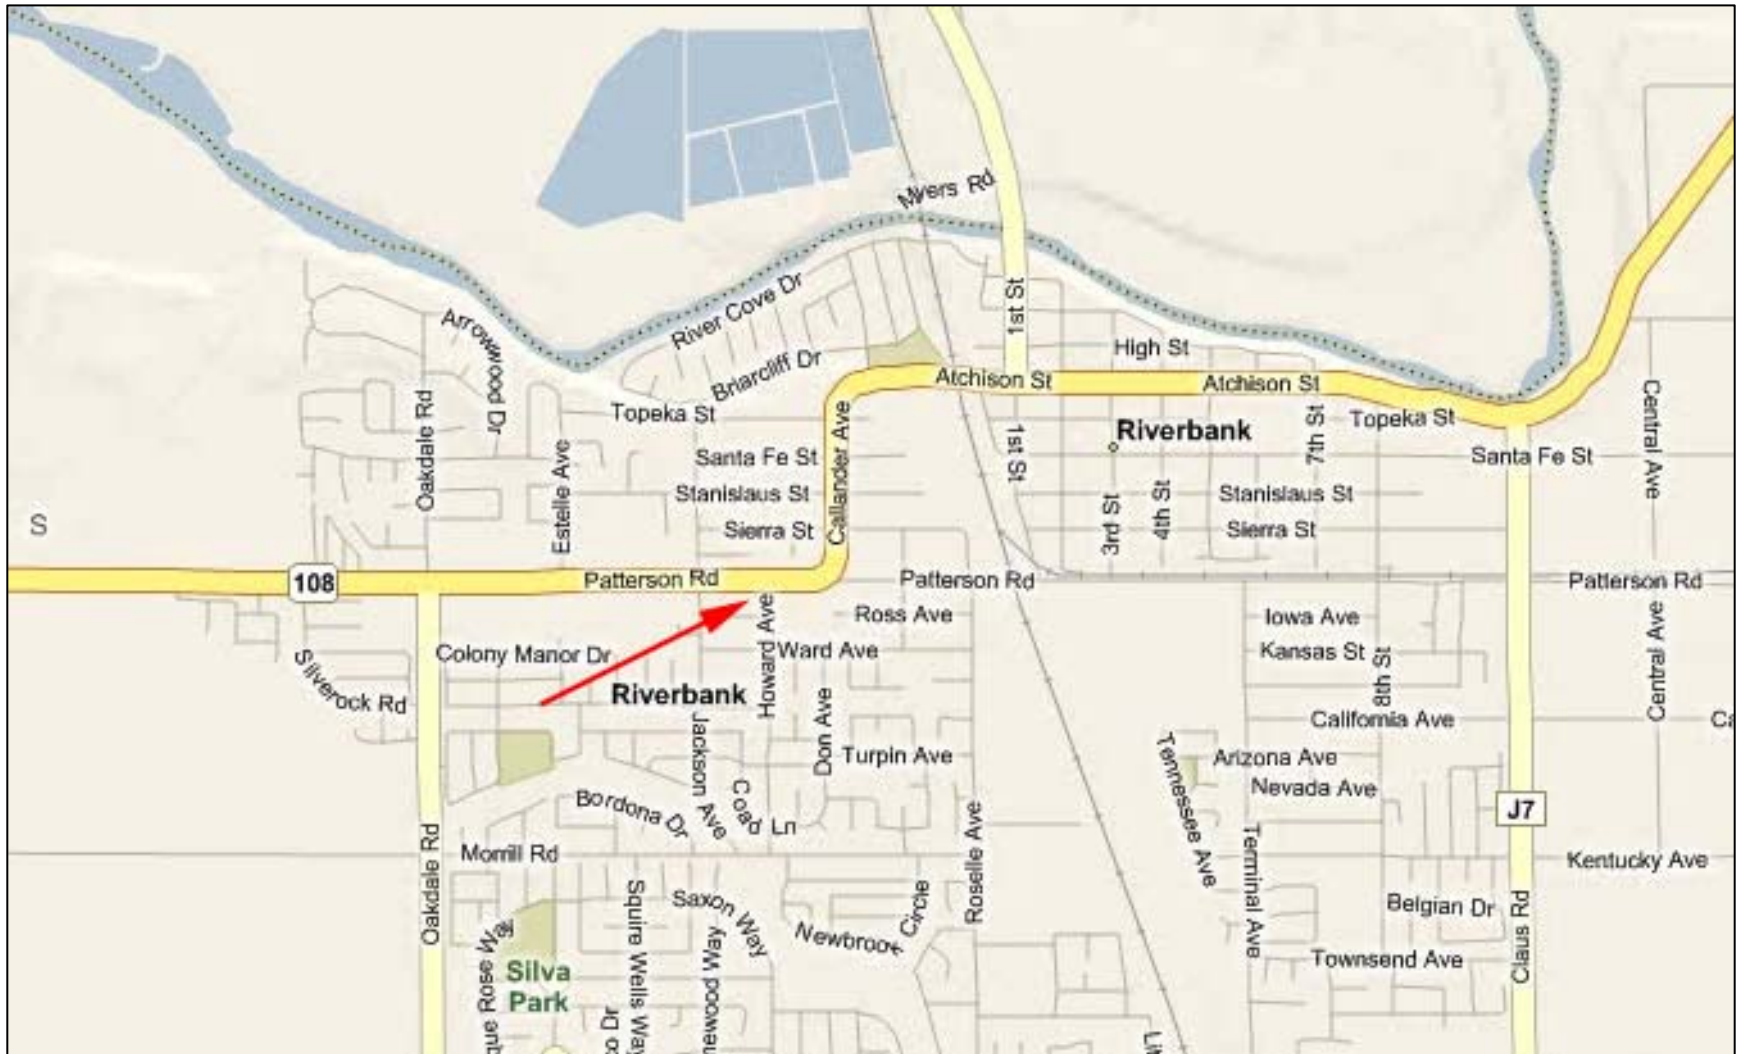 Myers Rd
1st St
River Cove Dr
High St
Arrowwood Dr
Briarcliff Dr
Atchison St
Atchison St
Oakdale Rd
Topeka St
Callander Ave
Riverbank
7th St
Topeka St
Central Ave
Estelle Ave
Santa Fe St
1st St
Santa Fe St
Stanislaus St
3rd St
4th St
Stanislaus St
S
Sierra St
Sierra St
108
Patterson Rd
Patterson Rd
Patterson Rd
Howard Ave
Ross Ave
Iowa Ave
Central Ave
Silverock Rd
Colony Manor Dr
Ward Ave
Kansas St
8th St
Riverbank
Don Ave
California Ave
Jackson Ave
Turpin Ave
Tennessee Ave
Arizona Ave
Nevada Ave
Bordona Dr
Coad Ln
J7
Oakdale Rd
Morrill Rd
Roselle Ave
Terminal Ave
Kentucky Ave
Squire Wells Way
Saxon Way
Newbrook Circle
Belgian Dr
Claus Rd
Townsend Ave
Silva
Park
Rose Way
Dr
Way